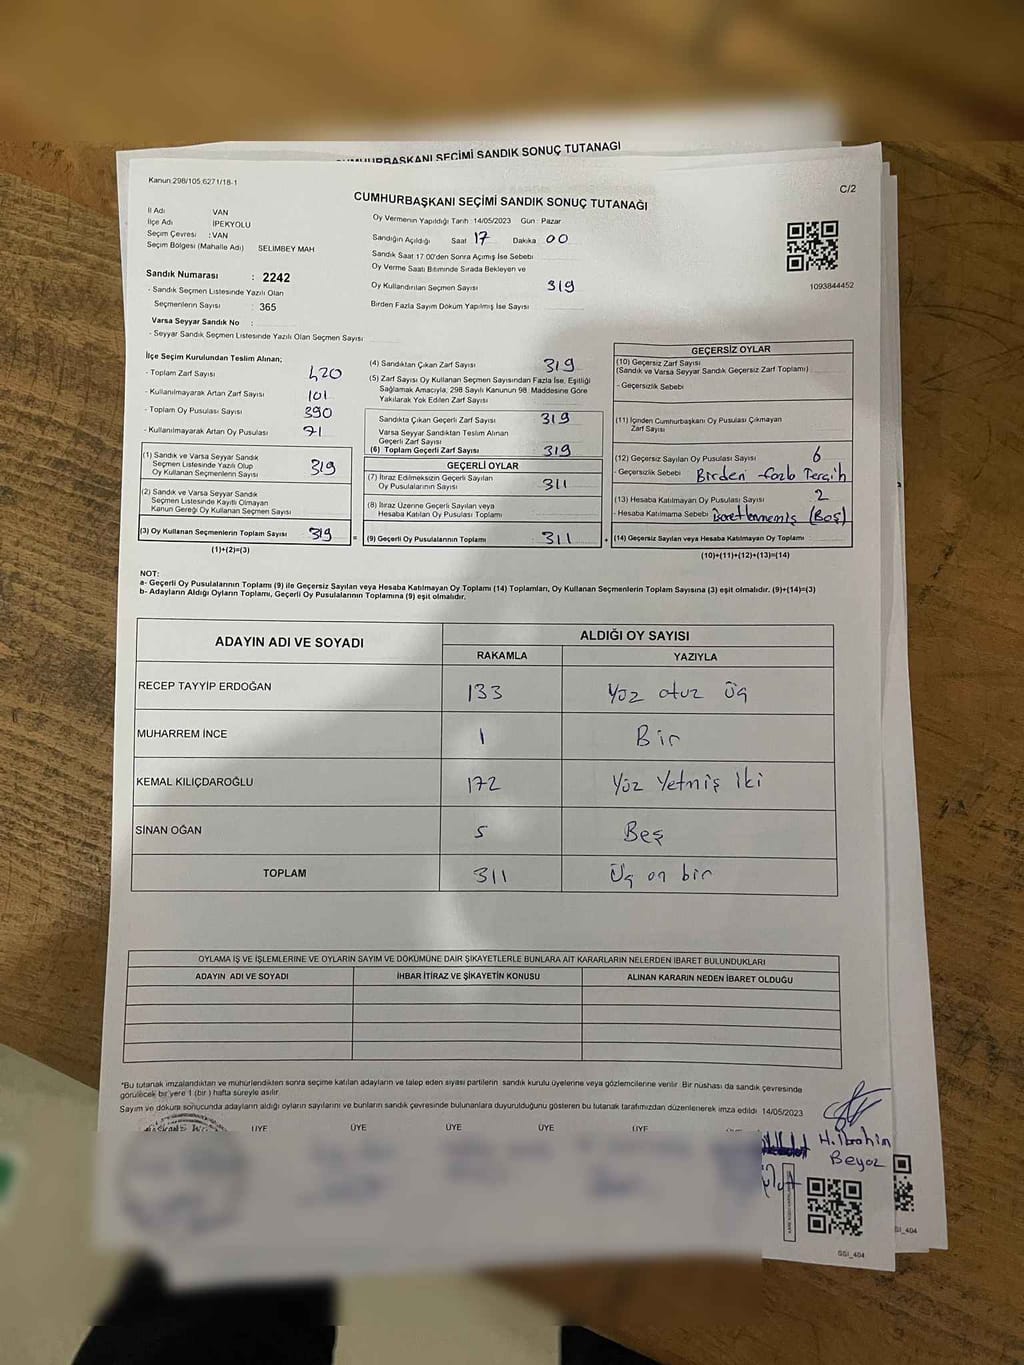 CUMHURBAŞKANI SEÇİMİ SANDIK SONUÇ TUTANAĞI
Kanun:298/105,6271/18-1
C/2
CUMHURBAŞKANI SEÇİMİ SANDIK SONUÇ TUTANAĞI
İl Adı VAN
İlçe Adı İPEKYOLU
Seçim Çevresi : VAN
Seçim Bölgesi (Mahalle Adı) SELIMBEY MAH
Oy Vermenin Yapıldığı Tarih :14/05/2023 Gün : Pazar
Sandığın Açıldığı Saat 17 Dakika 00
Sandık Saat 17:00'den Sonra Açımış İse Sebebi
Oy Verme Saati Bitiminde Sırada Bekleyen ve
Oy Kullandırılan Seçmen Sayısı 319
Birden Fazla Sayım Döküm Yapılmış İse Sayısı
1093844452
Sandık Numarası : 2242
- Sandık Seçmen Listesinde Yazılı Olan
Seçmenlerin Sayısı : 365
Varsa Seyyar Sandık No :
- Seyyar Sandık Seçmen Listesinde Yazılı Olan Seçmen Sayısı
İlçe Seçim Kurulundan Teslim Alınan;
- Toplam Zarf Sayısı 420
- Kullanılmayarak Artan Zarf Sayısı 101
- Toplam Oy Pusulası Sayısı 390
- Kullanılmayarak Artan Oy Pusulası 71
(1) Sandık ve Varsa Seyyar Sandık
Seçmen Listesinde Yazılı Olup
Oy Kullanan Seçmenlerin Sayısı 319
(2) Sandık ve Varsa Seyyar Sandık
Seçmen Listesinde Kayıtlı Olmayan
Kanun Gereği Oy Kullanan Seçmen Sayısı
(3) Oy Kullanan Seçmenlerin Toplam Sayısı 319
(1)+(2)=(3)
(4) Sandıktan Çıkan Zarf Sayısı 319
(5) Zarf Sayısı Oy Kullanan Seçmen Sayısından Fazla İse, Eşitliği
Sağlamak Amacıyla, 298 Sayılı Kanunun 98. Maddesine Göre
Yakılarak Yok Edilen Zarf Sayısı
Sandıkta Çıkan Geçerli Zarf Sayısı 319
Varsa Seyyar Sandıktan Teslim Alınan
Geçerli Zarf Sayısı
(6) Toplam Geçerli Zarf Sayısı 319
GEÇERLİ OYLAR
(7) İtiraz Edilmeksizin Geçerli Sayılan
Oy Pusulalarının Sayısı 311
(8) İtiraz Üzerine Geçerli Sayılan veya
Hesaba Katılan Oy Pusulası Toplamı
= (9) Geçerli Oy Pusulalarının Toplamı 311
GEÇERSİZ OYLAR
(10) Geçersiz Zarf Sayısı
(Sandık ve Varsa Seyyar Sandık Geçersiz Zarf Toplamı)
- Geçersizlik Sebebi
(11) İçinden Cumhurbaşkanı Oy Pusulası Çıkmayan
Zarf Sayısı
(12) Geçersiz Sayılan Oy Pusulası Sayısı 6
- Geçersizlik Sebebi Birden fazla Tercih
(13) Hesaba Katılmayan Oy Pusulası Sayısı 2
- Hesaba Katılmama Sebebi İşaretlenmemiş (Boş)
+ (14) Geçersiz Sayılan veya Hesaba Katılmayan Oy Toplamı
(10)+(11)+(12)+(13)=(14)
NOT:
a- Geçerli Oy Pusulalarının Toplamı (9) ile Geçersiz Sayılan veya Hesaba Katılmayan Oy Toplamı (14) Toplamları, Oy Kullanan Seçmenlerin Toplam Sayısına (3) eşit olmalıdır. (9)+(14)=(3)
b- Adayların Aldığı Oyların Toplamı, Geçerli Oy Pusulalarının Toplamına (9) eşit olmalıdır.
ADAYIN ADI VE SOYADI
ALDIĞI OY SAYISI
RAKAMLA YAZIYLA
RECEP TAYYİP ERDOĞAN 133 Yüz otuz Üç
MUHARREM İNCE 1 Bir
KEMAL KILIÇDAROĞLU 172 Yüz Yetmiş İki
SİNAN OĞAN 5 Beş
TOPLAM 311 Üç on bir
OYLAMA İŞ VE İŞLEMLERİNE VE OYLARIN SAYIM VE DÖKÜMÜNE DAİR ŞİKAYETLERLE BUNLARA AİT KARARLARIN NELERDEN İBARET BULUNDUKLARI
ADAYIN ADI VE SOYADI İHBAR İTİRAZ VE ŞİKAYETİN KONUSU ALINAN KARARIN NEDEN İBARET OLDUĞU
*Bu tutanak imzalandıktan ve mühürlendikten sonra seçime katılan adayların ve talep eden siyasi partilerin sandık kurulu üyelerine veya gözlemcilerine verilir. Bir nüshası da sandık çevresinde
görülecek bir yere 1 (bir) hafta süreyle asılır.
Sayım ve döküm sonucunda adayların aldığı oyların sayılarını ve bunların sandık çevresinde bulunanlara duyurulduğunu gösteren bu tutanak tarafımızdan düzenlenerek imza edildi. 14/05/2023
ÜYE ÜYE ÜYE ÜYE ÜYE
H. İbrahim
Beyaz
GSI_404